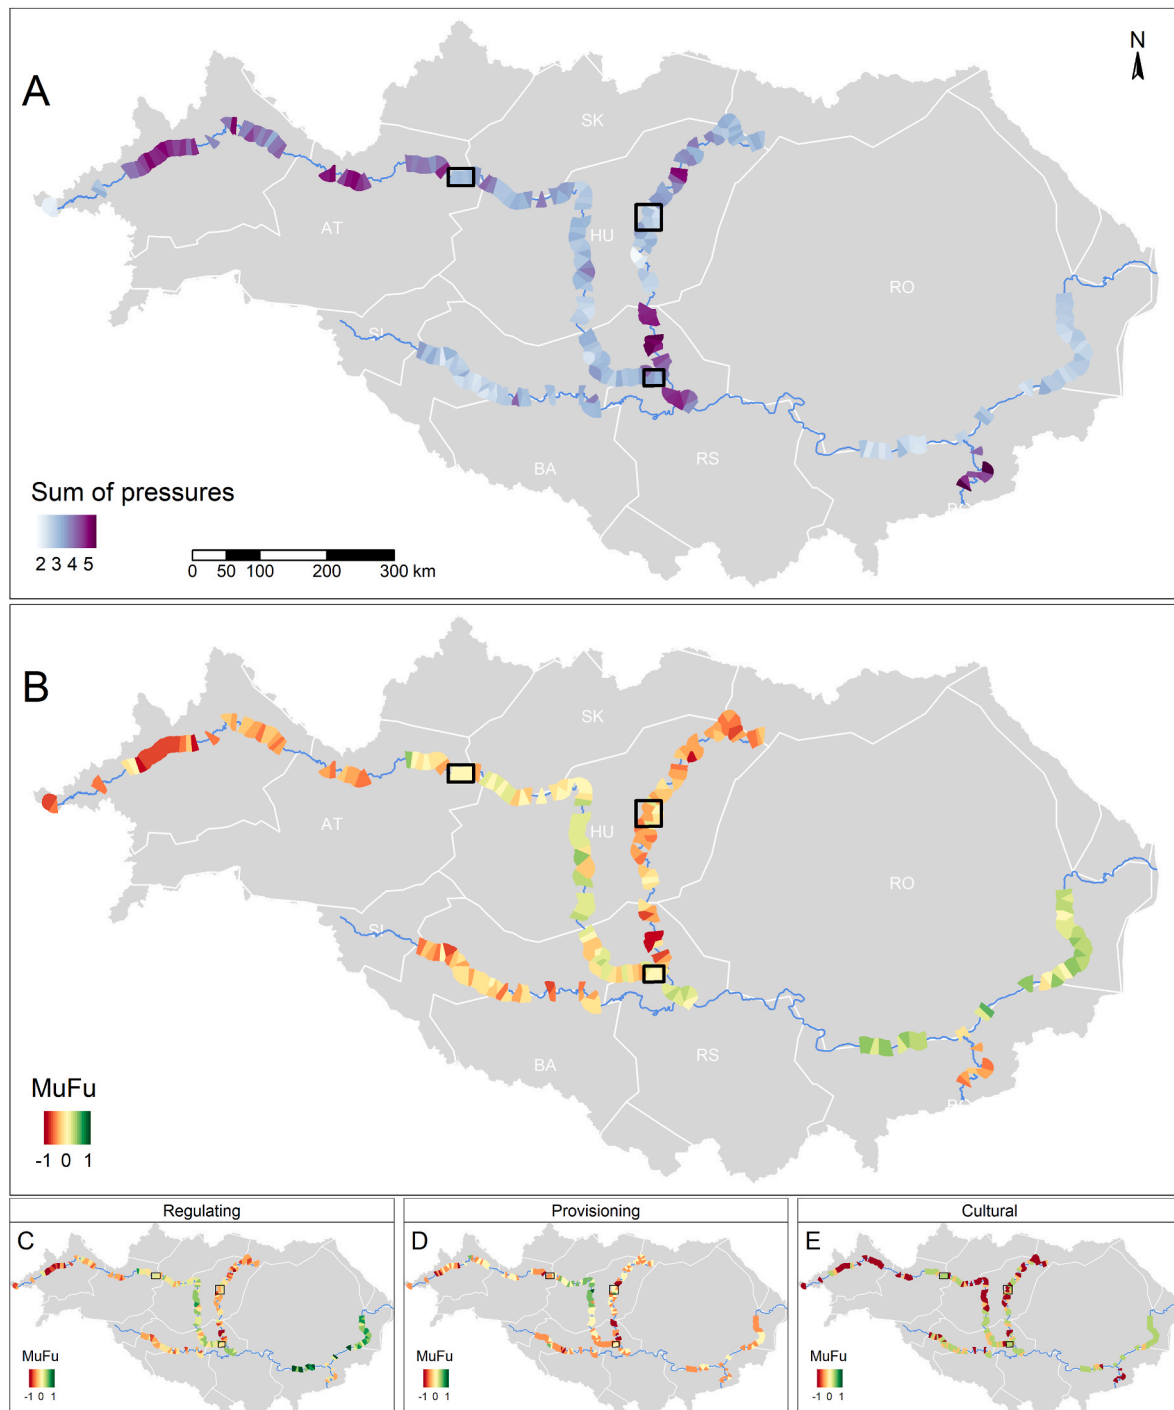 A
N
SK
AT
HU
RO
SI
BA
RS
Sum of pressures
2 3 4 5
0 50 100 200 300 km
B
SK
AT
HU
RO
SI
BA
RS
MuFu
-1 0 1
Regulating
Provisioning
Cultural
C
D
E
MuFu
-1 0 1
MuFu
-1 0 1
MuFu
-1 0 1